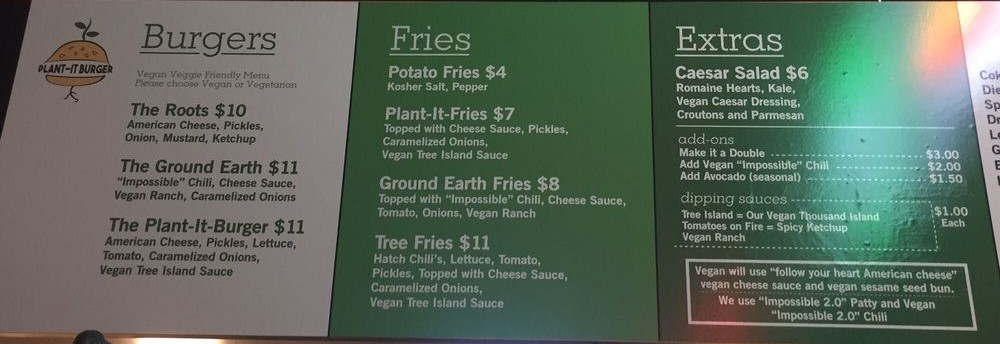 PLANT-IT BURGER
Burgers
Vegan Veggie Friendly Menu
Please choose Vegan or Vegetarian
The Roots $10
American Cheese, Pickles,
Onion, Mustard, Ketchup
The Ground Earth $11
"Impossible" Chili, Cheese Sauce,
Vegan Ranch, Caramelized Onions
The Plant-It-Burger $11
American Cheese, Pickles, Lettuce,
Tomato, Caramelized Onions,
Vegan Tree Island Sauce
Fries
Potato Fries $4
Kosher Salt, Pepper
Plant-It-Fries $7
Topped with Cheese Sauce, Pickles,
Caramelized Onions,
Vegan Tree Island Sauce
Ground Earth Fries $8
Topped with "Impossible" Chili, Cheese Sauce,
Tomato, Onions, Vegan Ranch
Tree Fries $11
Hatch Chili's, Lettuce, Tomato,
Pickles, Topped with Cheese Sauce,
Caramelized Onions,
Vegan Tree Island Sauce
Extras
Caesar Salad $6
Romaine Hearts, Kale,
Vegan Caesar Dressing,
Croutons and Parmesan
add-ons
Make it a Double $3.00
Add Vegan "Impossible" Chili $2.00
Add Avocado (seasonal) $1.50
dipping sauces
Tree Island = Our Vegan Thousand Island
Tomatoes on Fire = Spicy Ketchup
Vegan Ranch
$1.00
Each
Vegan will use "follow your heart American cheese"
vegan cheese sauce and vegan sesame seed bun.
We use "Impossible 2.0" Patty and Vegan
"Impossible 2.0" Chili